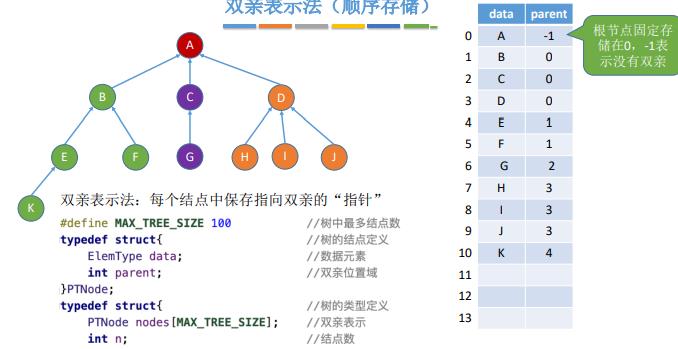 双亲表示法（顺序存储）
data parent
0 A -1
1 B 0
2 C 0
3 D 0
4 E 1
5 F 1
6 G 2
7 H 3
8 I 3
9 J 3
10 K 4
11
12
13
根节点固定存
储在0，-1表
示没有双亲
A
B C D
E F G H I J
K
双亲表示法：每个结点中保存指向双亲的“指针”
#define MAX_TREE_SIZE 100 //树中最多结点数
typedef struct{ //树的结点定义
ElemType data; //数据元素
int parent; //双亲位置域
}PTNode;
typedef struct{ //树的类型定义
PTNode nodes[MAX_TREE_SIZE]; //双亲表示
int n; //结点数